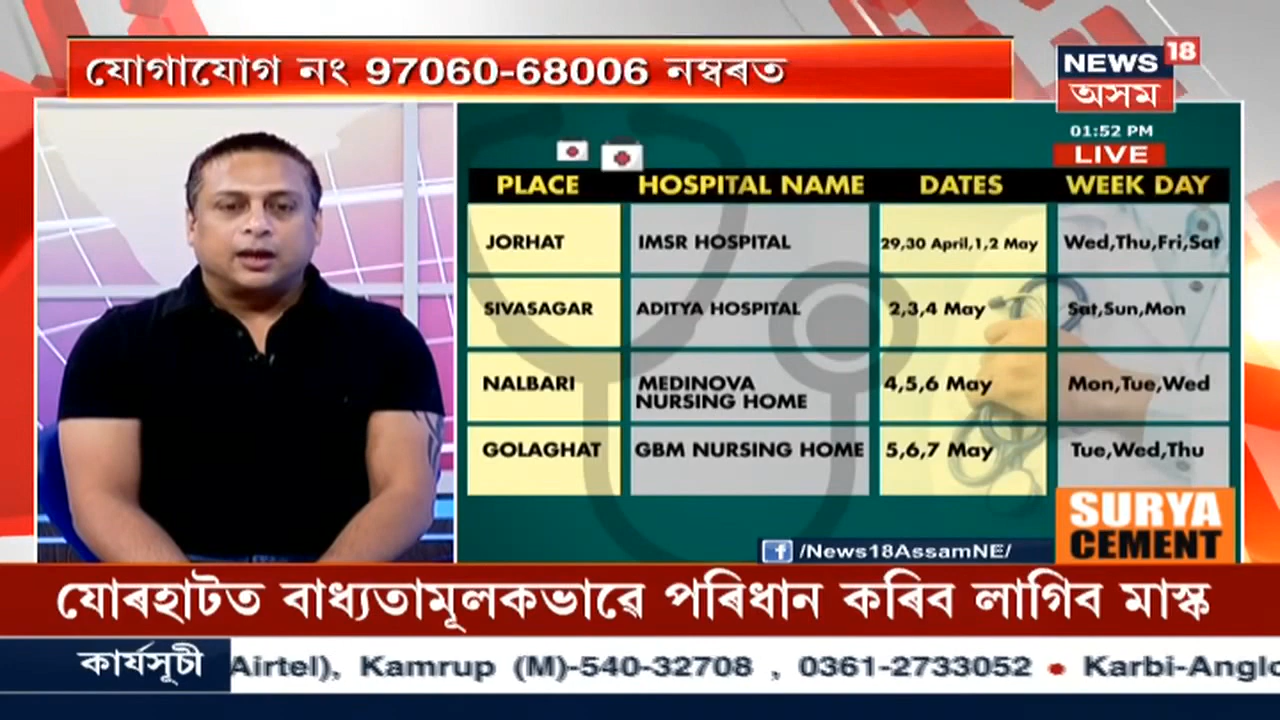 যোগাযোগ নং 97060-68006 নম্বৰত
NEWS 18
অসম
01:52 PM
LIVE
PLACE HOSPITAL NAME DATES WEEK DAY
JORHAT IMSR HOSPITAL 29,30 April,1,2 May Wed,Thu,Fri,Sat
SIVASAGAR ADITYA HOSPITAL 2,3,4 May Sat,Sun,Mon
NALBARI MEDINOVA NURSING HOME 4,5,6 May Mon,Tue,Wed
GOLAGHAT GBM NURSING HOME 5,6,7 May Tue,Wed,Thu
SURYA
CEMENT
f /News18AssamNE/
যোৰহাটত বাধ্যতামূলকভাৱে পৰিধান কৰিব লাগিব মাস্ক
কাৰ্যসূচী Airtel), Kamrup (M)-540-32708 , 0361-2733052 • Karbi-Anglo